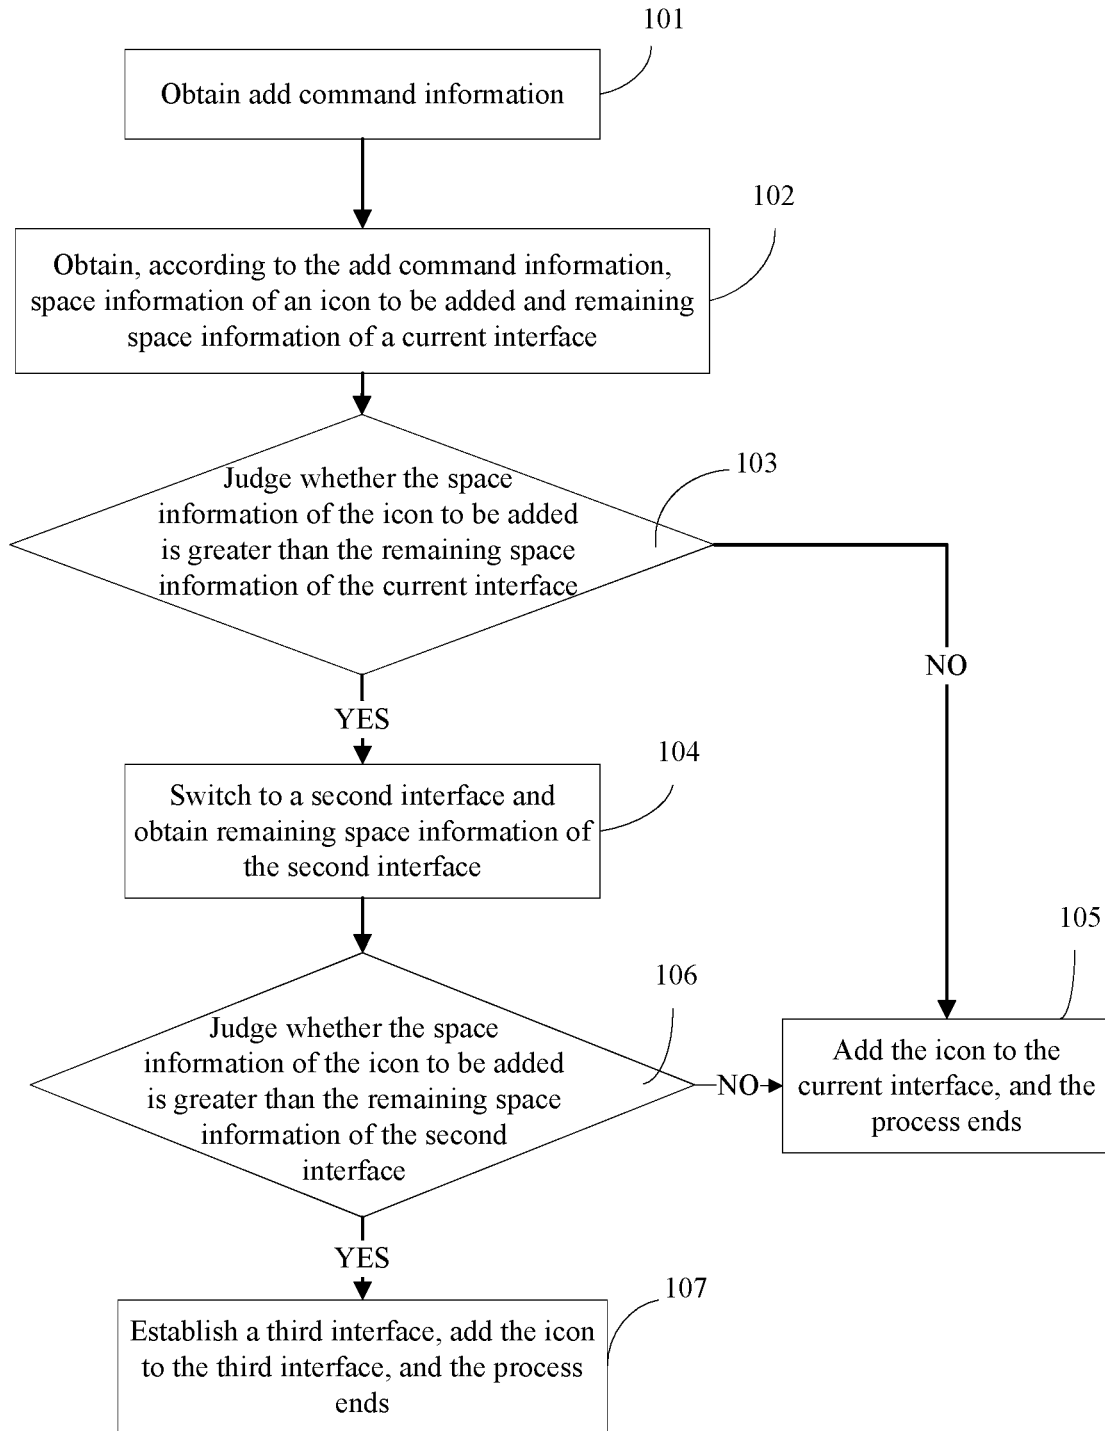 101
Obtain add command information
102
Obtain, according to the add command information,
space information of an icon to be added and remaining
space information of a current interface
103
Judge whether the space
information of the icon to be added
is greater than the remaining space
information of the current interface
NO
YES
104
Switch to a second interface and
obtain remaining space information of
the second interface
105
106
Judge whether the space
information of the icon to be added
is greater than the remaining space
information of the second
interface
NO
Add the icon to the
current interface, and the
process ends
YES
107
Establish a third interface, add the icon
to the third interface, and the process
ends